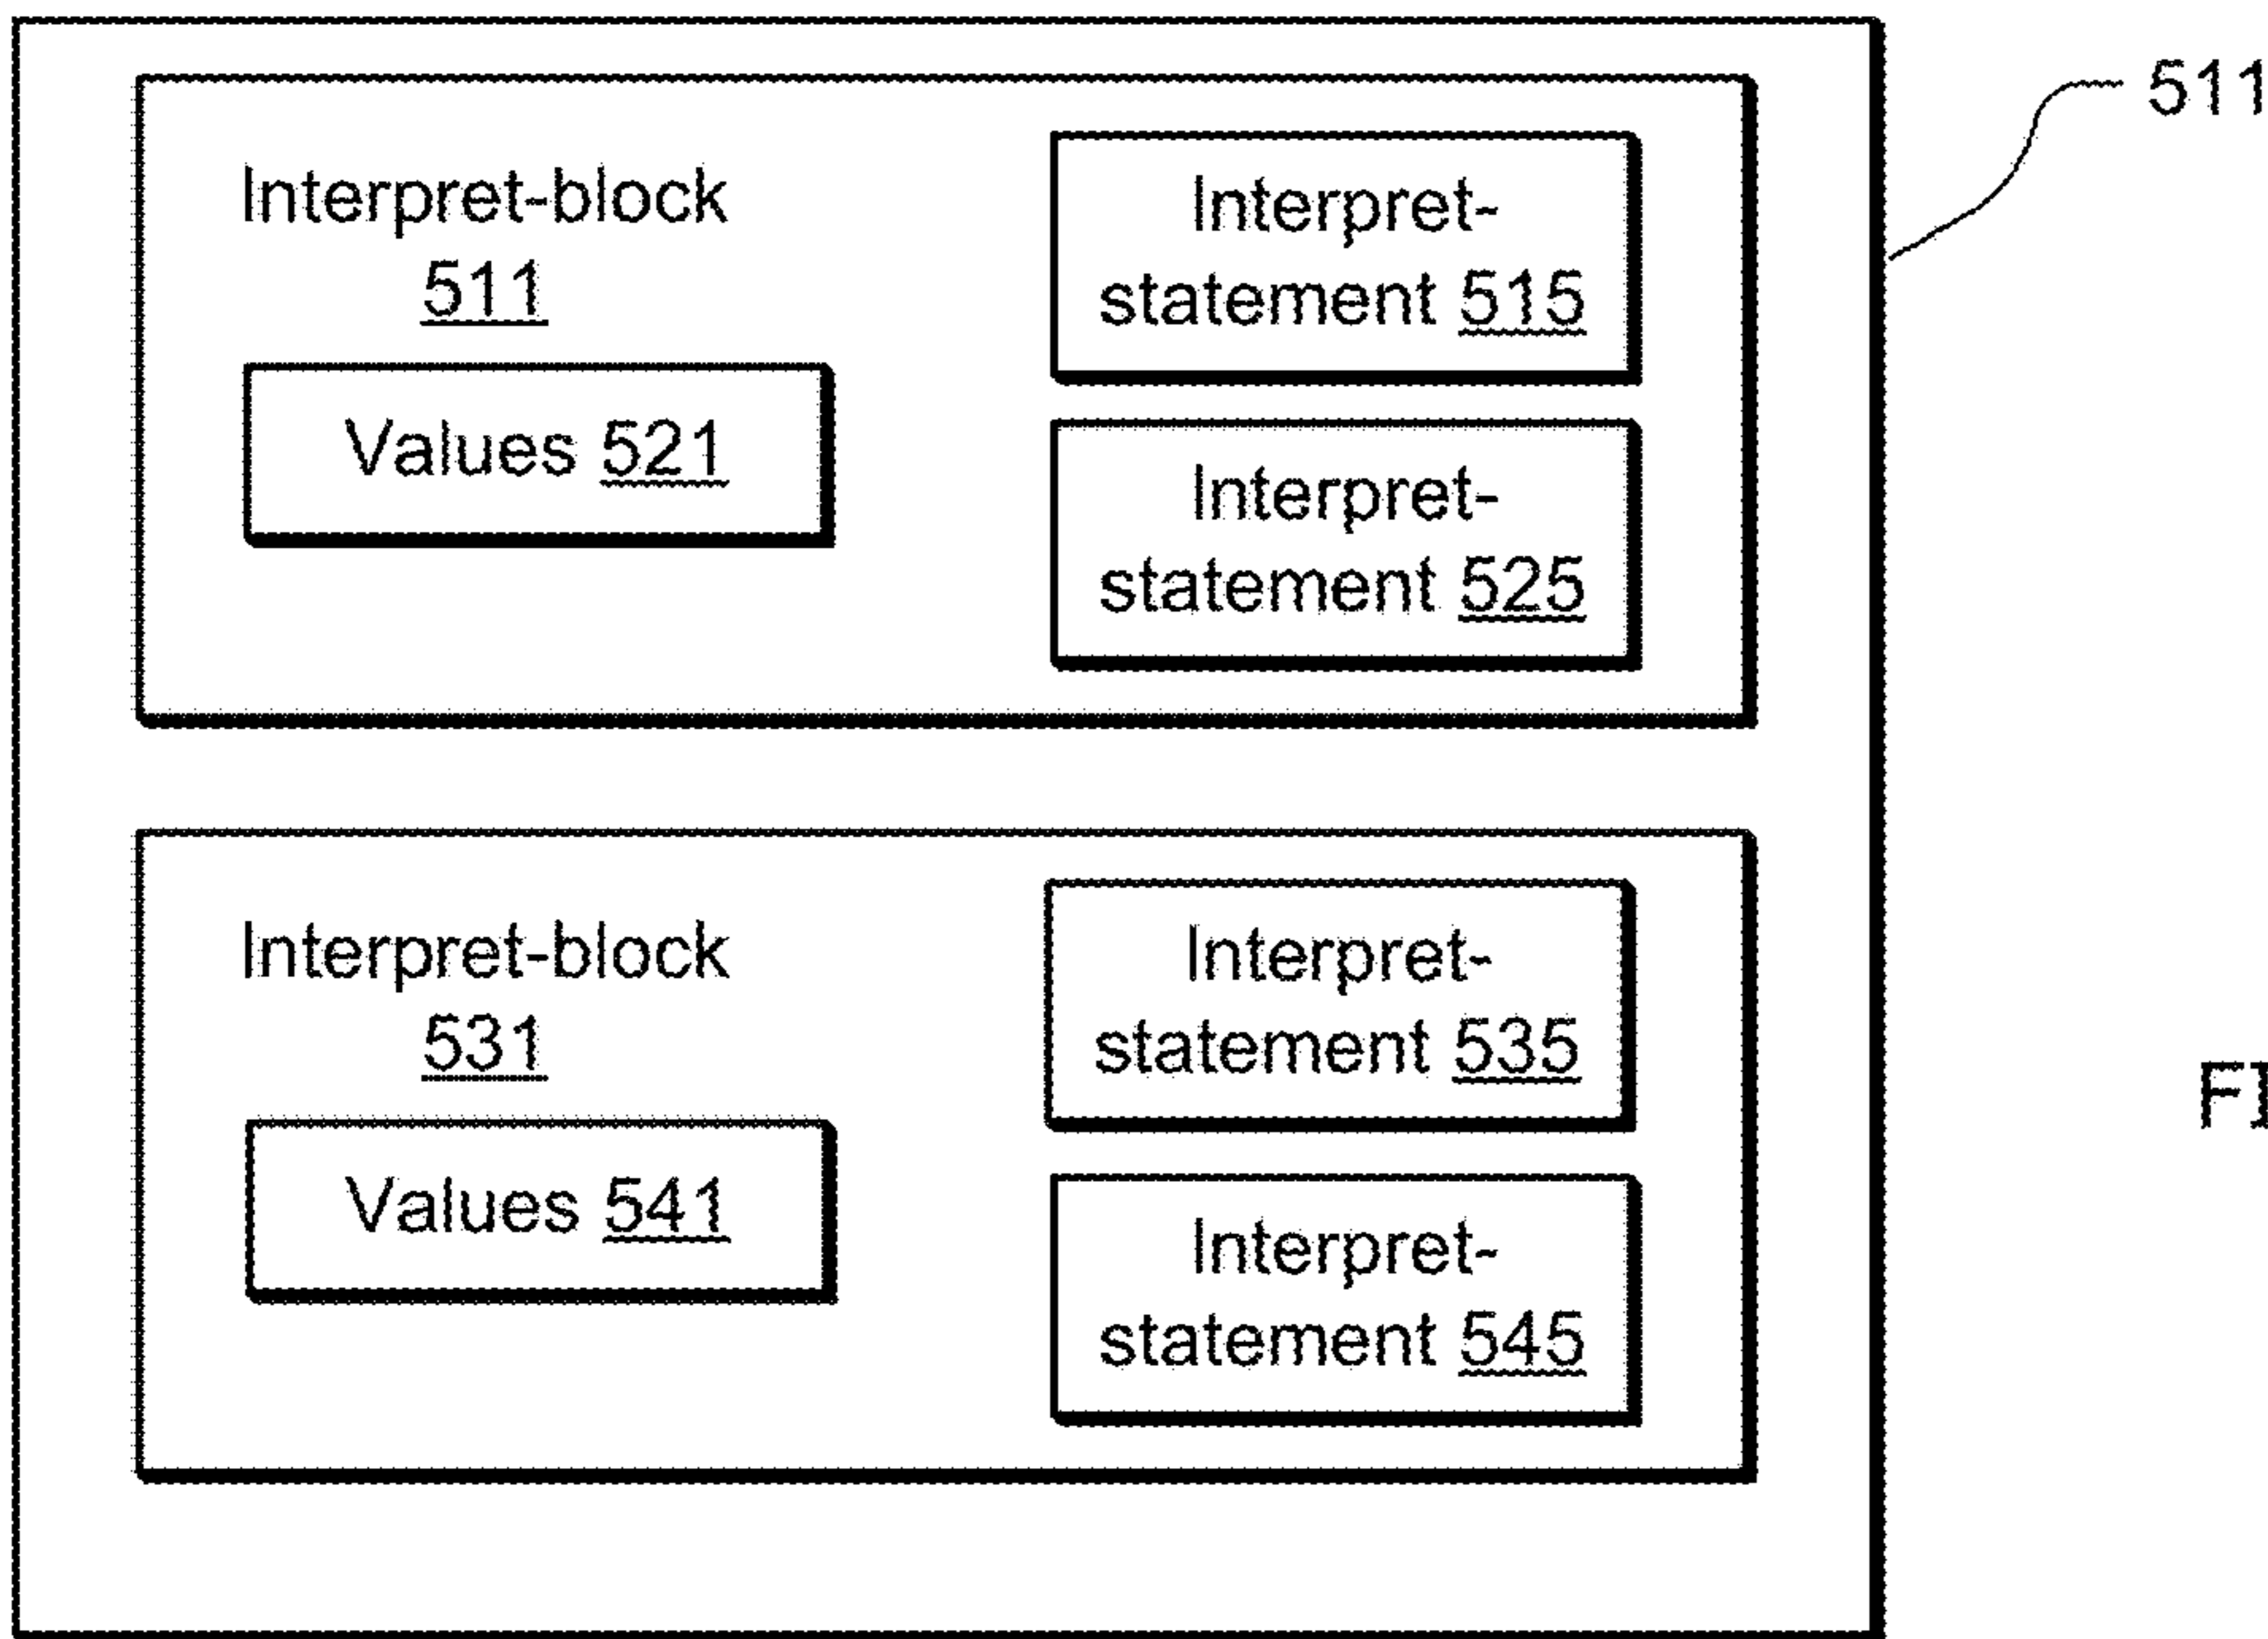 511
Interpret-block
511
Values 521
Interpret-
statement 515
Interpret-
statement 525
Interpret-block
531
Values 541
Interpret-
statement 535
Interpret-
statement 545